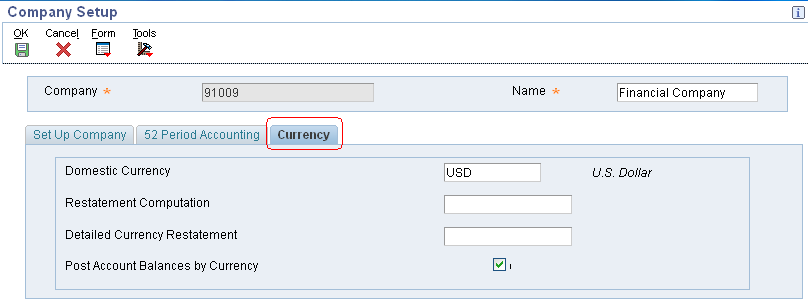 Company Setup
OK Cancel Form Tools
Company * 91009 Name * Financial Company
Set Up Company 52 Period Accounting Currency
Domestic Currency USD U.S. Dollar
Restatement Computation
Detailed Currency Restatement
Post Account Balances by Currency